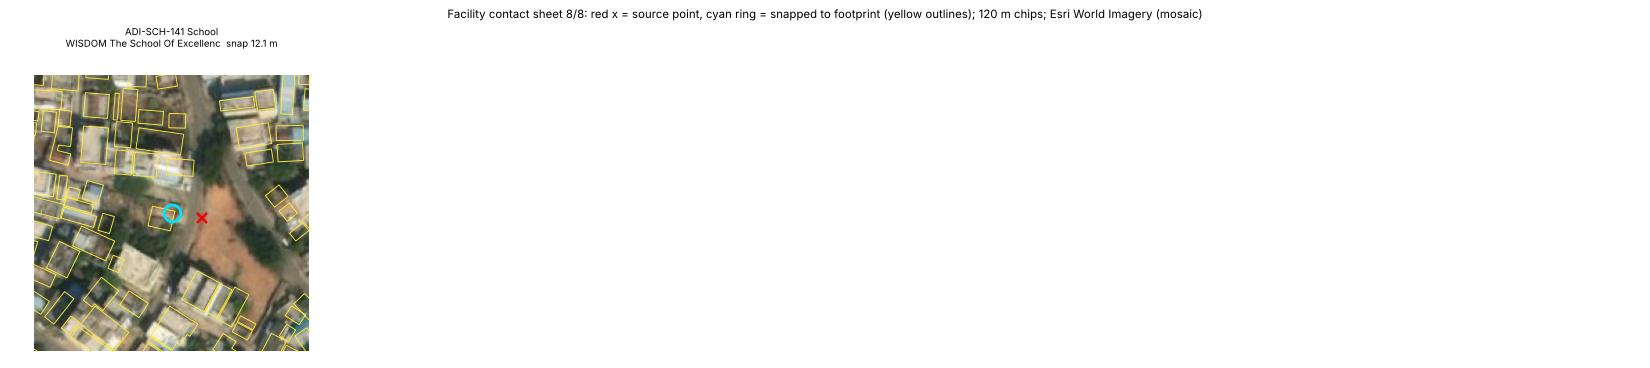 Facility contact sheet 8/8: red x = source point, cyan ring = snapped to footprint (yellow outlines); 120 m chips; Esri World Imagery (mosaic)
ADI-SCH-141 School
WISDOM The School Of Excellenc snap 12.1 m